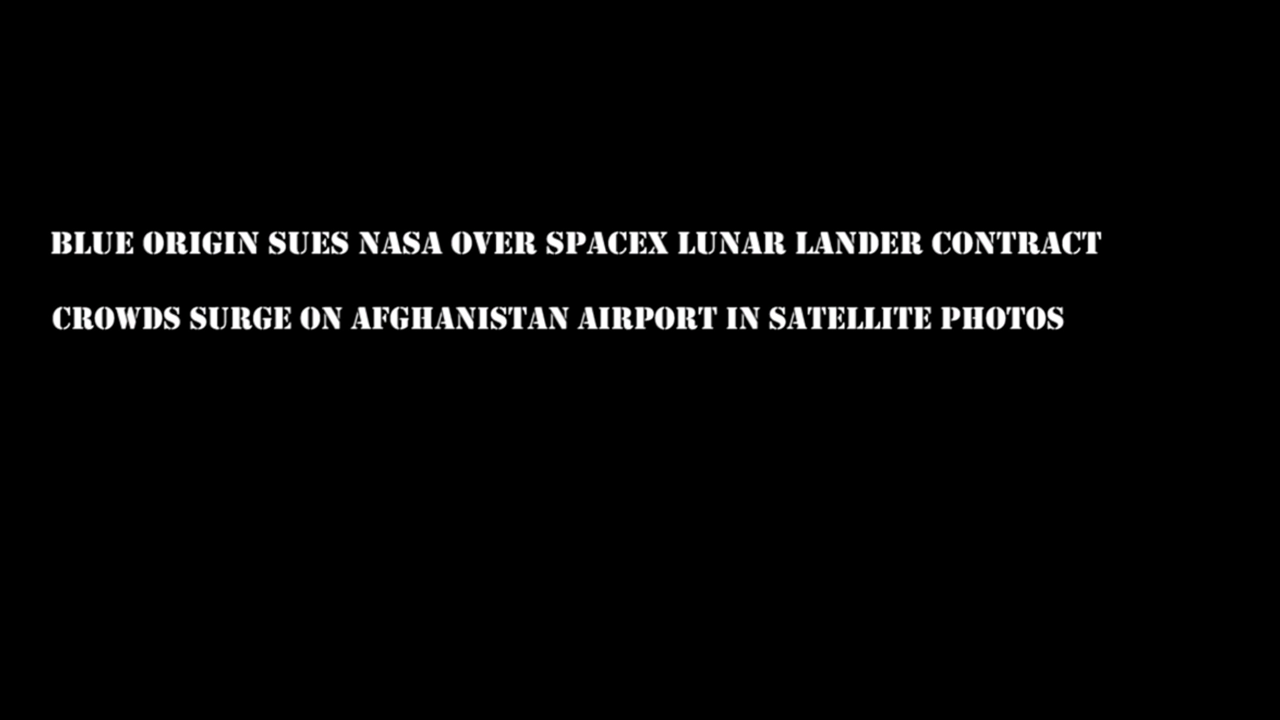 BLUE ORIGIN SUES NASA OVER SPACEX LUNAR LANDER CONTRACT
CROWDS SURGE ON AFGHANISTAN AIRPORT IN SATELLITE PHOTOS